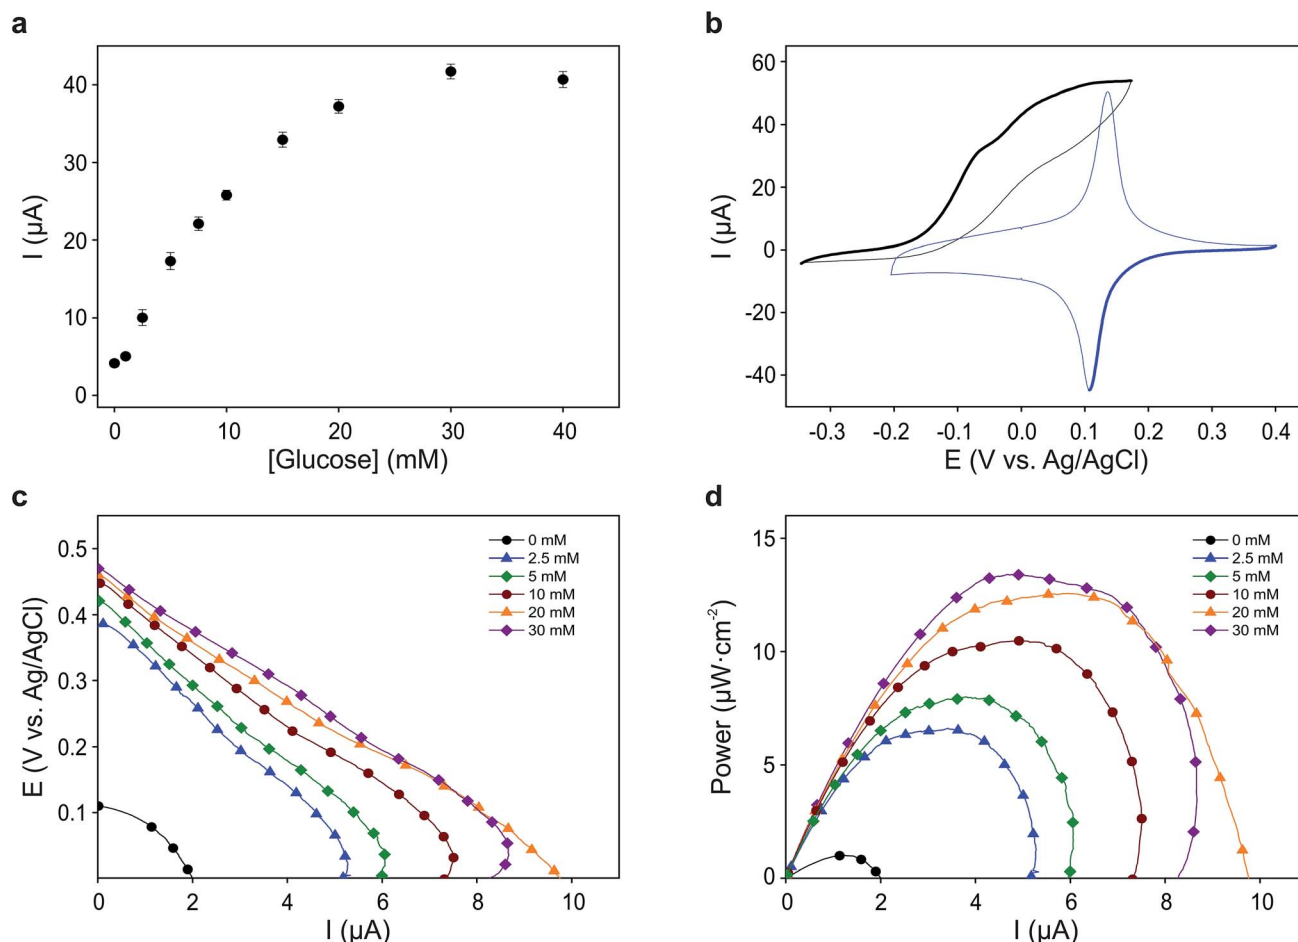 a
40
30
20
10
0
I (µA)
0 10 20 30 40
[Glucose] (mM)
b
60
40
20
0
-20
-40
I (µA)
-0.3 -0.2 -0.1 0.0 0.1 0.2 0.3 0.4
E (V vs. Ag/AgCl)
c
0.5
0.4
0.3
0.2
0.1
E (V vs. Ag/AgCl)
0 mM
2.5 mM
5 mM
10 mM
20 mM
30 mM
0 2 4 6 8 10
I (µA)
d
15
10
5
0
Power (µW·cm⁻²)
0 mM
2.5 mM
5 mM
10 mM
20 mM
30 mM
0 2 4 6 8 10
I (µA)